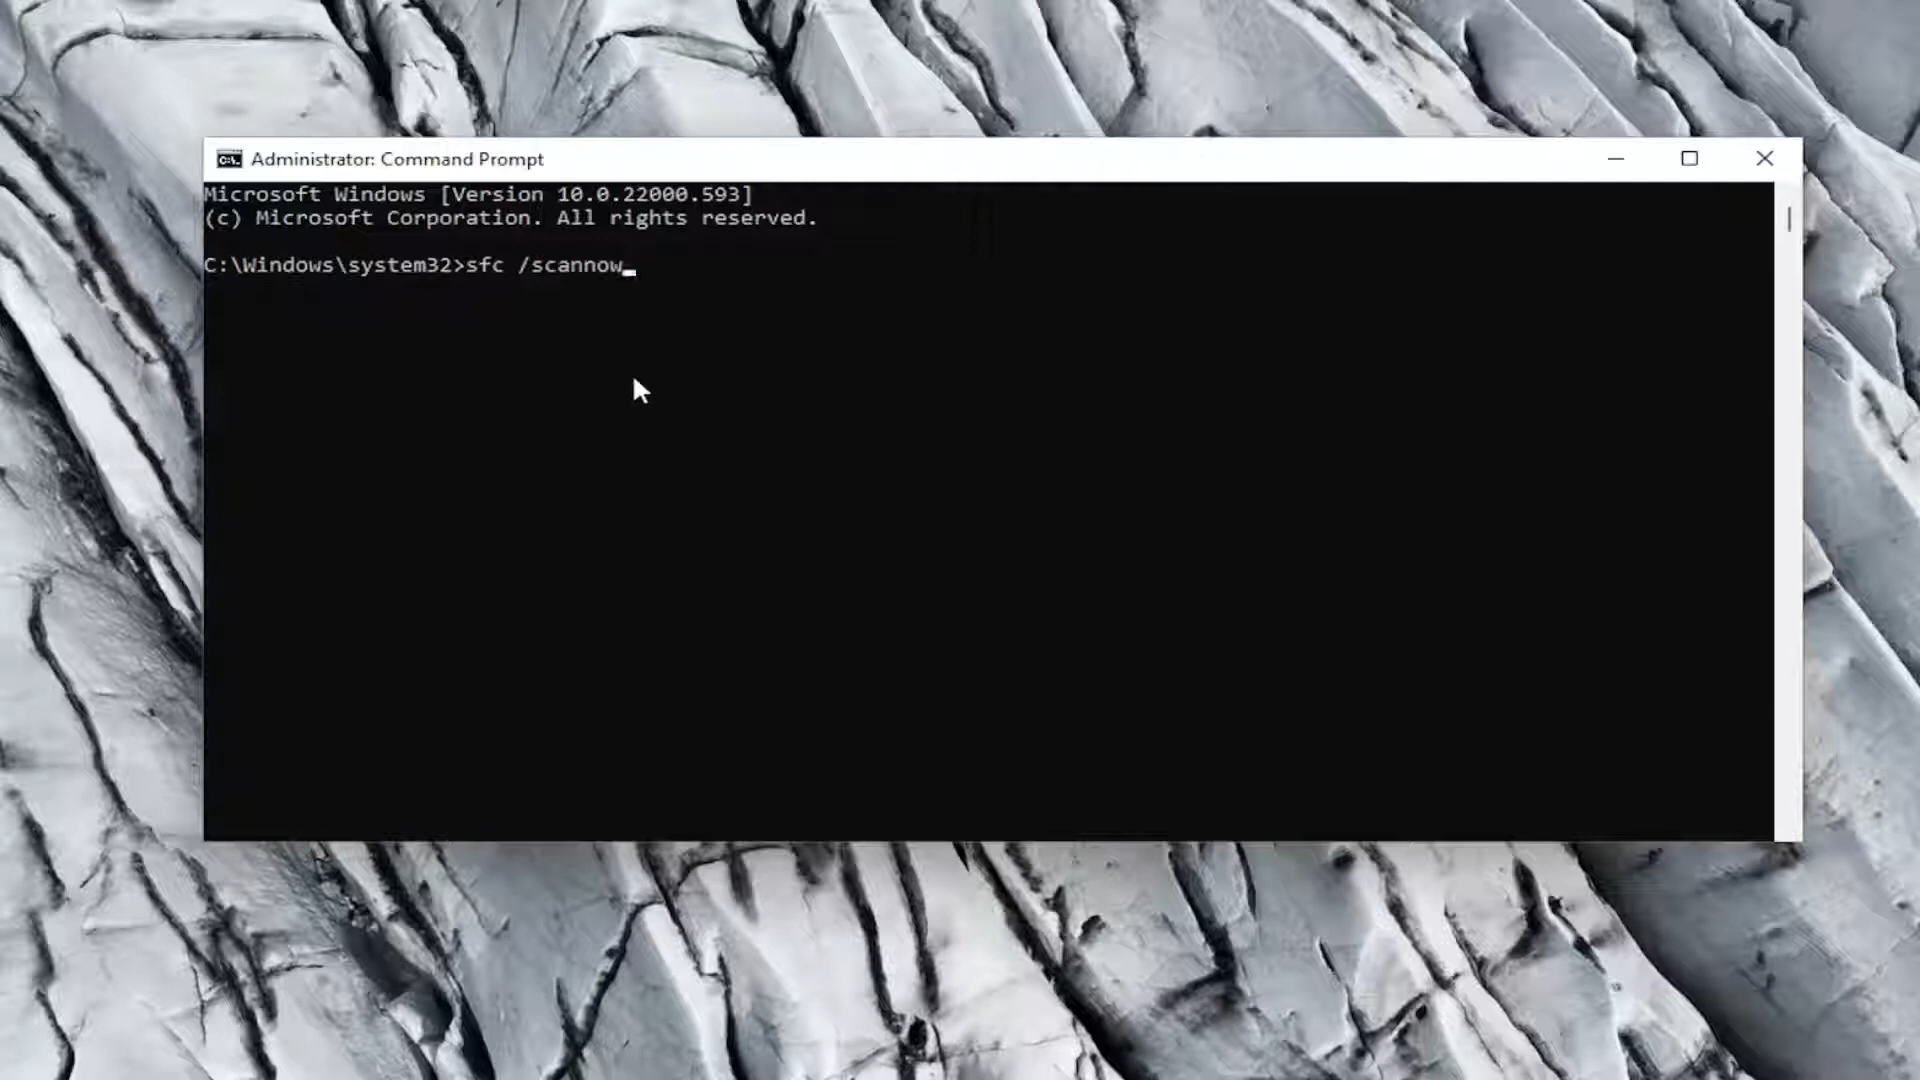 Administrator: Command Prompt
Microsoft Windows [Version 10.0.22000.593]
(c) Microsoft Corporation. All rights reserved.
C:\Windows\system32>sfc /scannow